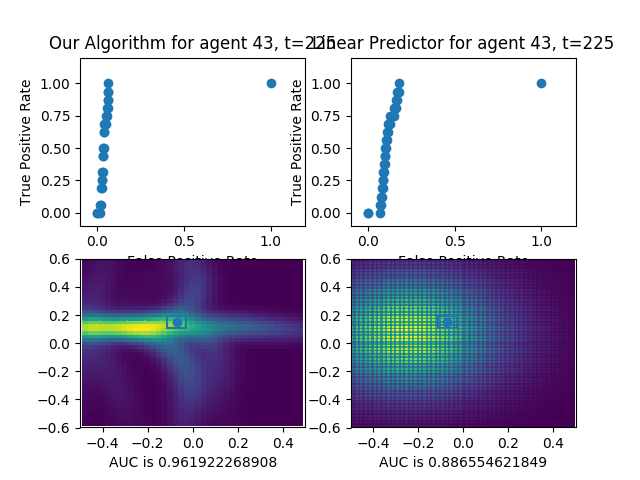 Our Algorithm for agent 43, t=225
Linear Predictor for agent 43, t=225
True Positive Rate
1.00
0.75
0.50
0.25
0.00
0.0 0.5 1.0
False Positive Rate
True Positive Rate
1.00
0.75
0.50
0.25
0.00
0.0 0.5 1.0
0.6
0.4
0.2
0.0
−0.2
−0.4
−0.6
−0.4 −0.2 0.0 0.2 0.4
AUC is 0.961922268908
0.6
0.4
0.2
0.0
−0.2
−0.4
−0.6
−0.4 −0.2 0.0 0.2 0.4
AUC is 0.886554621849